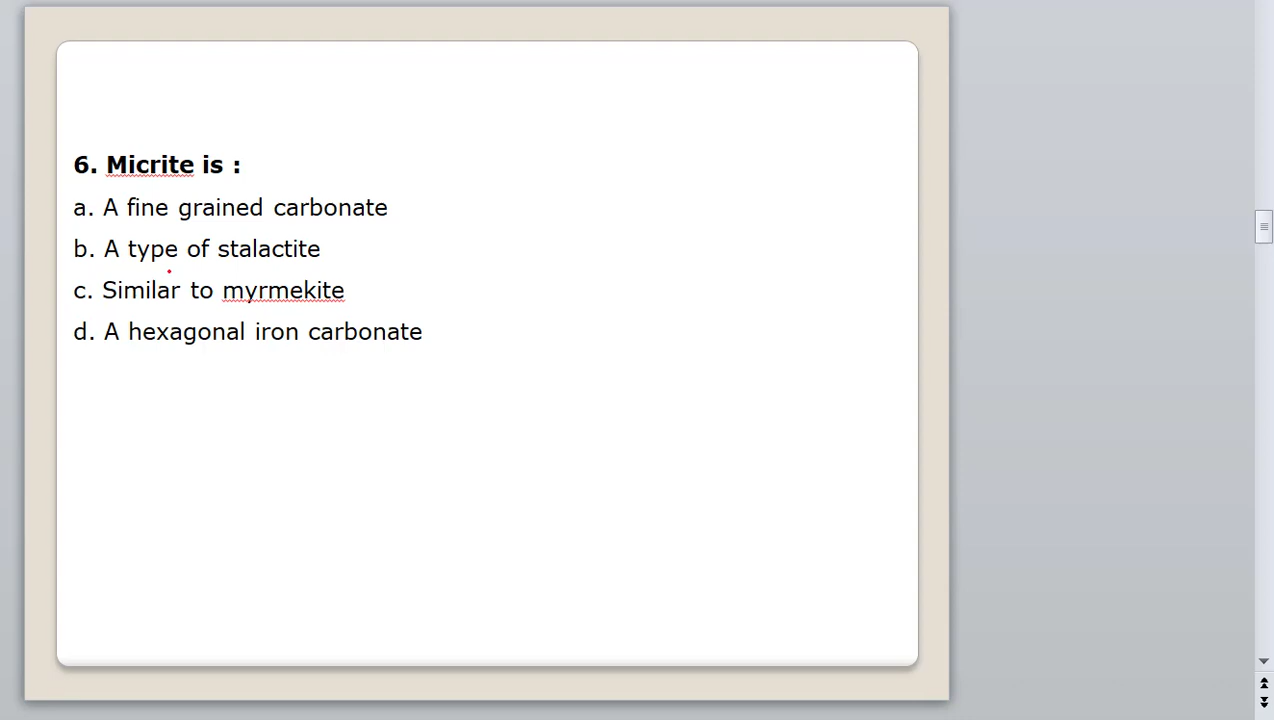 6. Micrite is :
a. A fine grained carbonate
b. A type of stalactite
c. Similar to myrmekite
d. A hexagonal iron carbonate